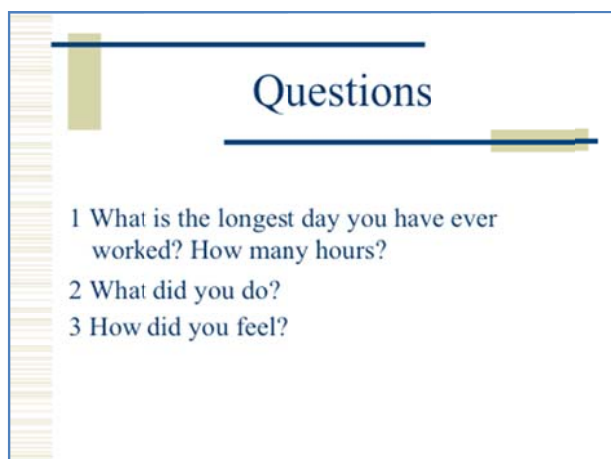 Questions
1 What is the longest day you have ever
worked? How many hours?
2 What did you do?
3 How did you feel?